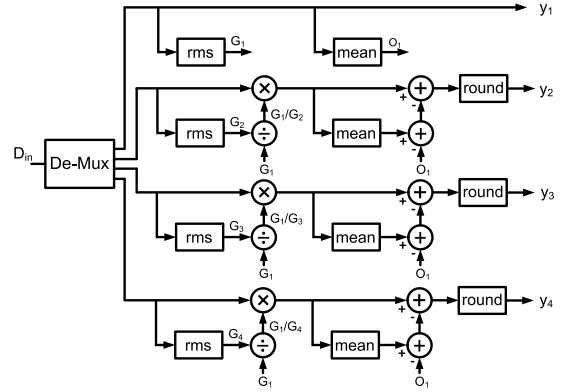 y₁
rms G₁ mean O₁
× + round y₂
G₁/G₂
rms G₂ ÷ mean + - + -
G₁ O₁
Dᵢₙ De-Mux
× + round y₃
G₁/G₃
rms G₃ ÷ mean + - + -
G₁ O₁
× + round y₄
G₁/G₄
rms G₄ ÷ mean + - + -
G₁ O₁